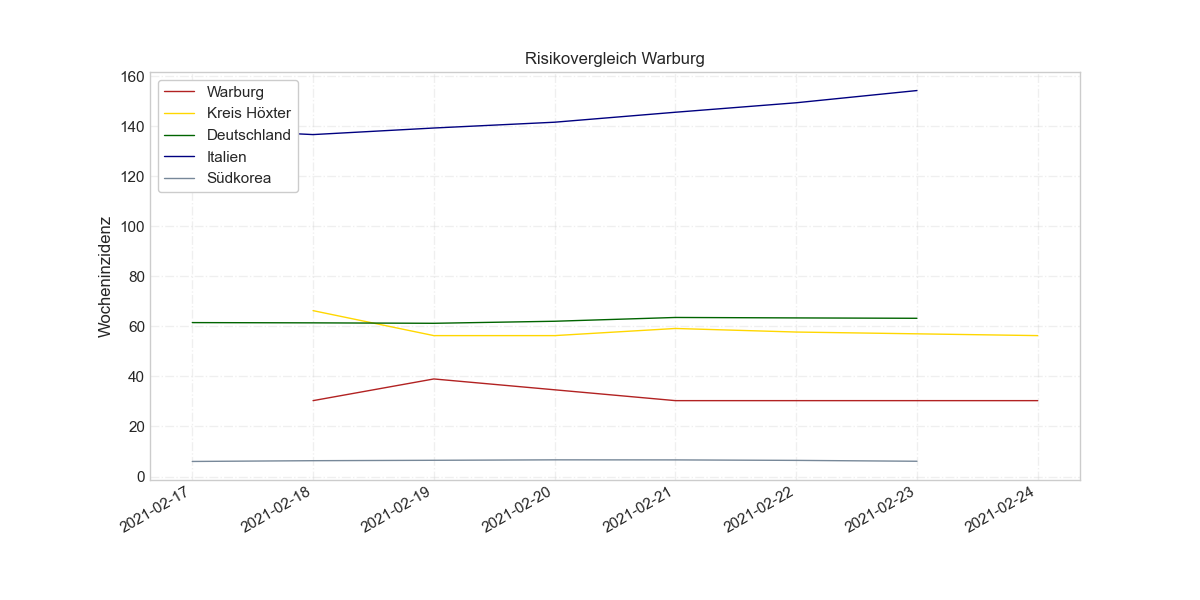 Risikovergleich Warburg
Wocheninzidenz
160
140
120
100
80
60
40
20
0
Warburg
Kreis Höxter
Deutschland
Italien
Südkorea
2021-02-17
2021-02-18
2021-02-19
2021-02-20
2021-02-21
2021-02-22
2021-02-23
2021-02-24